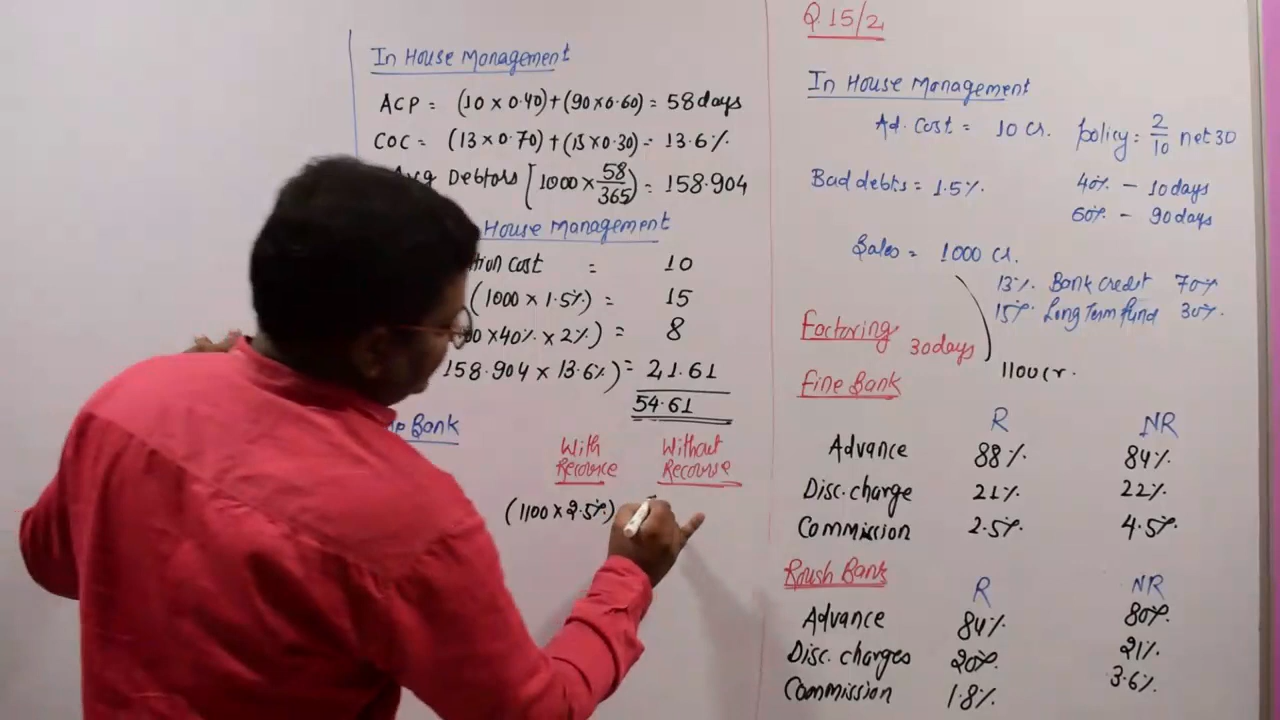 In House Management
ACP = (10 x 0.40) + (90 x 0.60) = 58 days
COC = (13 x 0.70) + (15 x 0.30) = 13.6%
Debtors [1000 x 58/365] = 158.904
House Management
Cost = 10
(1000 x 1.5%) = 15
x 40% x 2%) = 8
158.904 x 13.6%) = 21.61
54.61
Bank
With Recource
Without Recourse
(1100 x 2.5%)
Q 15/2
In House Management
Ad. Cost = 10 Cr. policy: 2/10 net 30
Bad debts = 1.5%. 40% - 10 days
60% - 90 days
Sales = 1000 Cr.
13% Bank credit 70%
15% Long Term Fund 30%.
Factoring 30 days
1100 Cr.
Fine Bank
R NR
Advance 88% 84%
Disc. charge 21% 22%
Commission 2.5% 4.5%
Roush Bank
R NR
Advance 84% 80%
Disc. charges 20% 21%
Commission 1.8% 3.6%